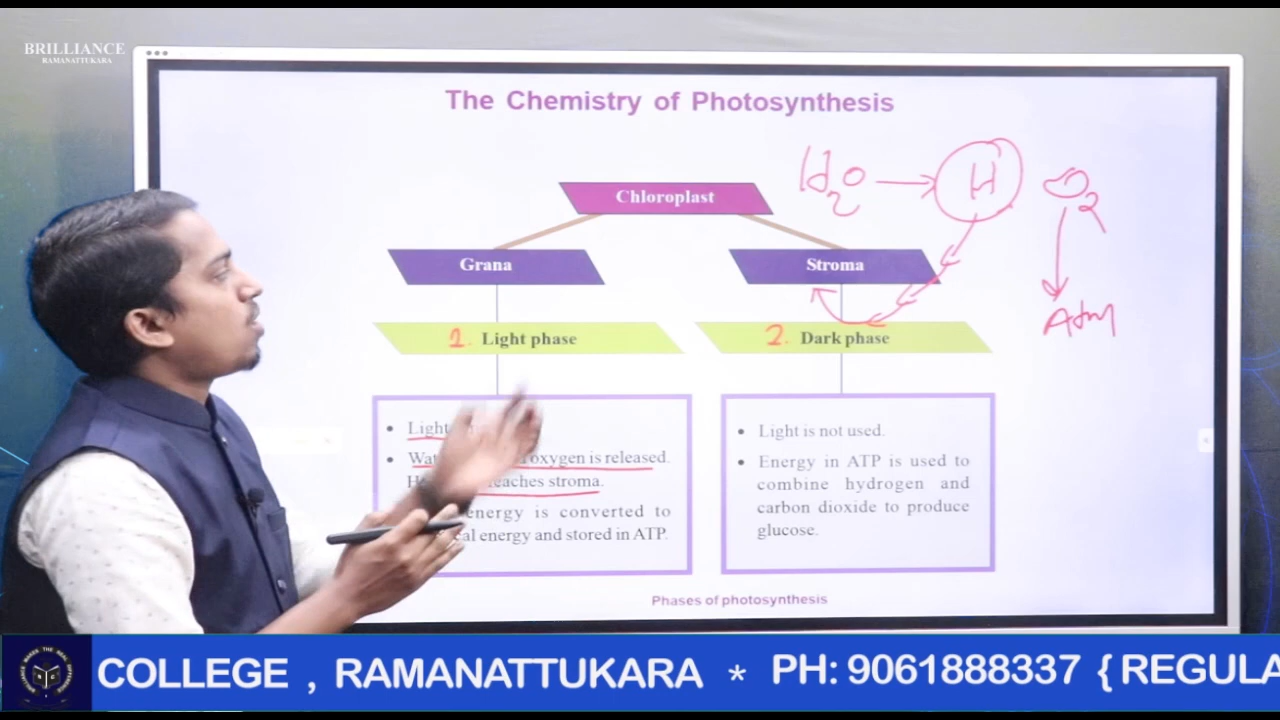 BRILLIANCE
RAMANATTUKARA
The Chemistry of Photosynthesis
H2O → H O2
Atm
Chloroplast
Grana
Stroma
1. Light phase
2. Dark phase
• Light
• oxygen is released.
reaches stroma.
energy is converted to
energy and stored in ATP.
• Light is not used.
• Energy in ATP is used to
combine hydrogen and
carbon dioxide to produce
glucose.
Phases of photosynthesis
COLLEGE , RAMANATTUKARA * PH: 9061888337 { REGULA